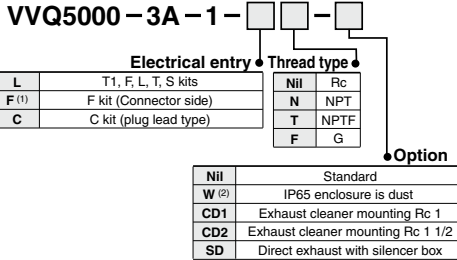 VVQ5000-3A-1-□□-□
Electrical entry
L T1, F, L, T, S kits
F (1) F kit (Connector side)
C C kit (plug lead type)
Thread type
Nil Rc
N NPT
T NPTF
F G
Option
Nil Standard
W (2) IP65 enclosure is dust
CD1 Exhaust cleaner mounting Rc 1
CD2 Exhaust cleaner mounting Rc 1 1/2
SD Direct exhaust with silencer box